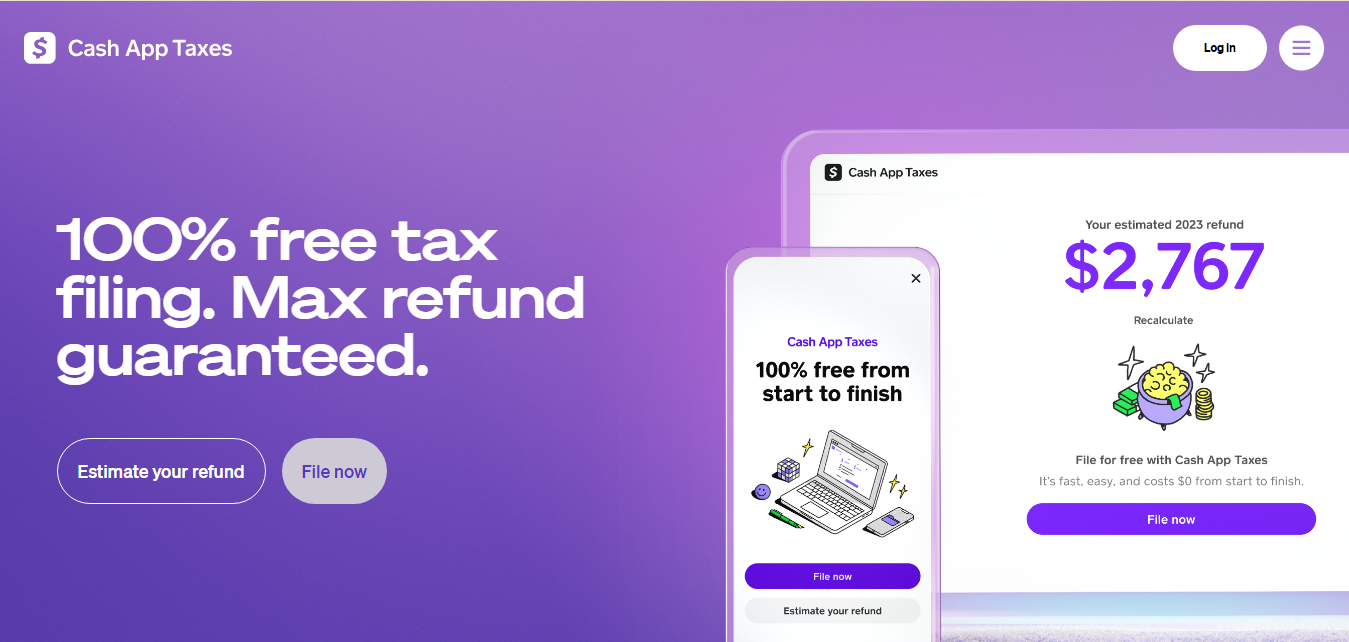 Cash App Taxes
Log In
100% free tax
filing. Max refund
guaranteed.
Estimate your refund
File now
Cash App Taxes
Your estimated 2023 refund
$2,767
Recalculate
File for free with Cash App Taxes
It's fast, easy, and costs $0 from start to finish.
File now
Cash App Taxes
100% free from
start to finish
File now
Estimate your refund